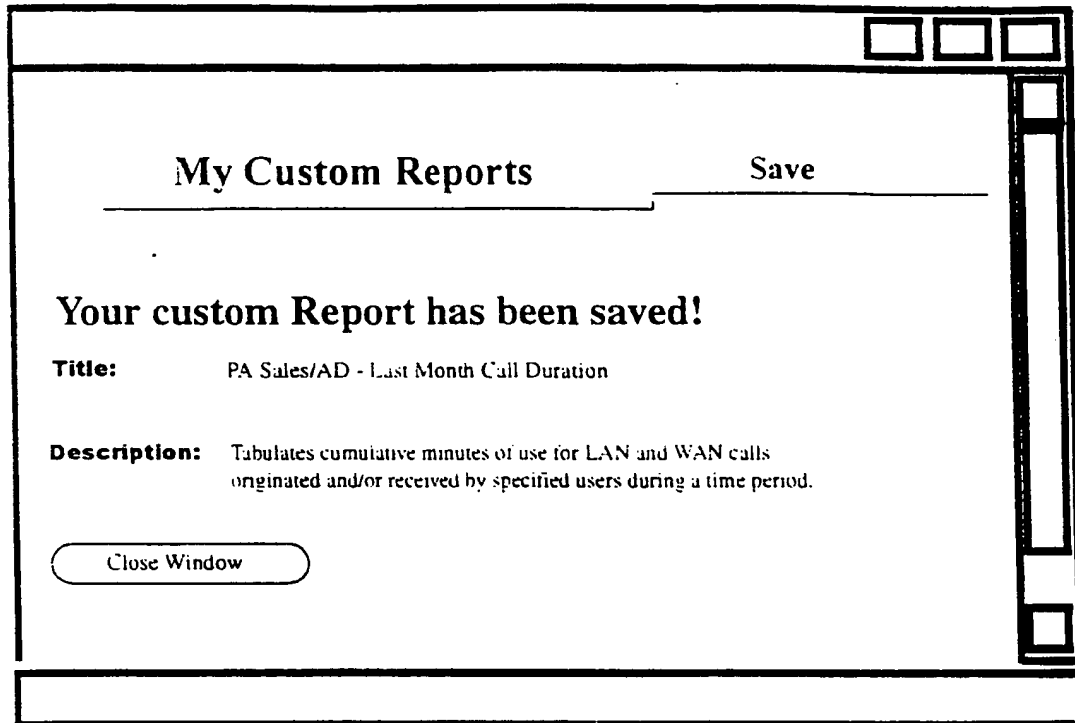 My Custom Reports Save
Your custom Report has been saved!
Title: PA Sales/AD - Last Month Call Duration
Description: Tabulates cumulative minutes of use for LAN and WAN calls
originated and/or received by specified users during a time period.
Close Window